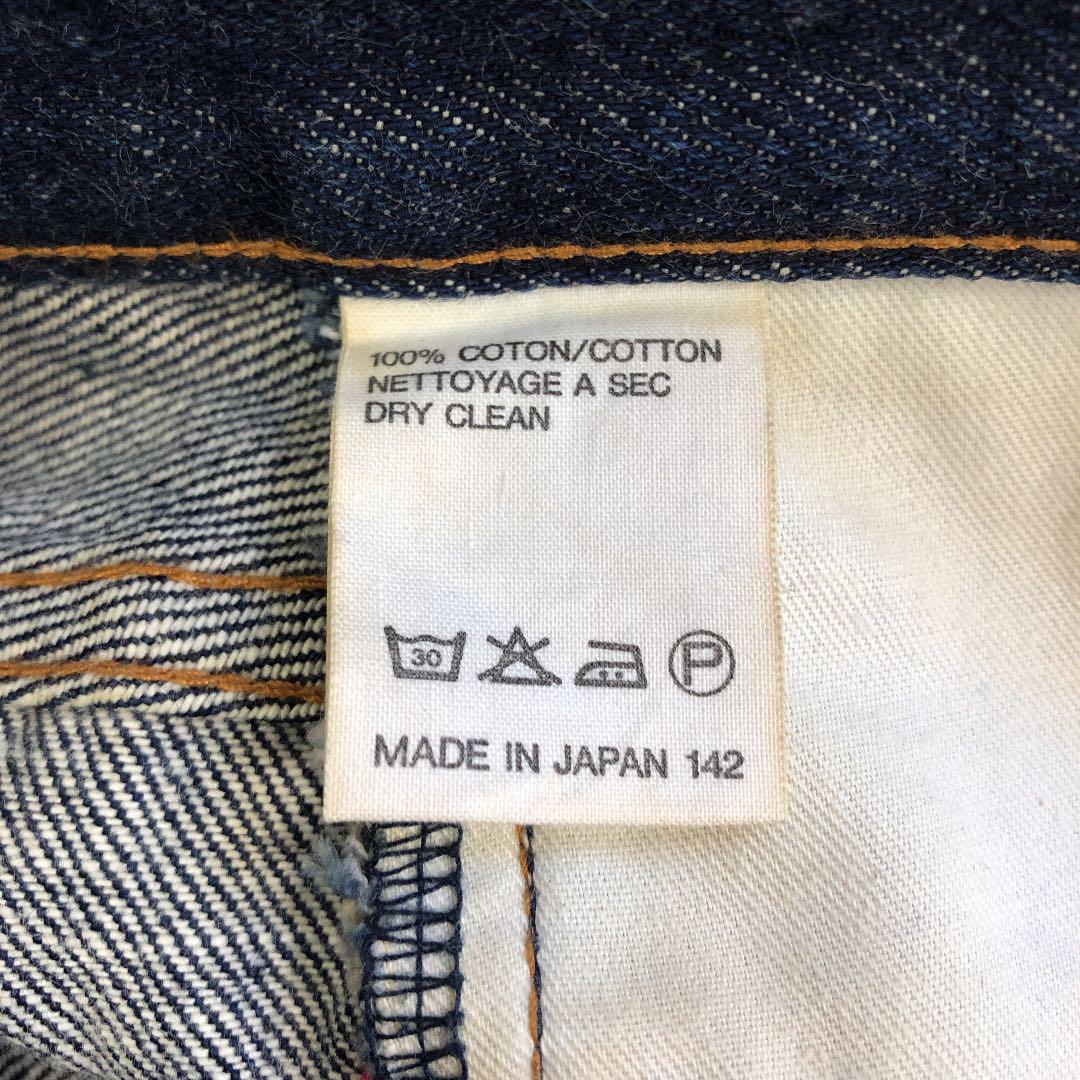 100% COTON/COTTON
NETTOYAGE A SEC
DRY CLEAN
30 P
MADE IN JAPAN 142